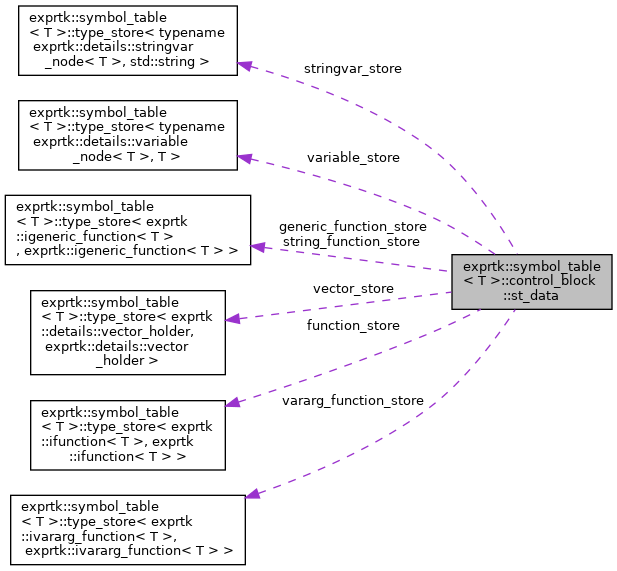 exprtk::symbol_table
< T >::type_store< typename
exprtk::details::stringvar
_node< T >, std::string >
stringvar_store
exprtk::symbol_table
< T >::type_store< typename
exprtk::details::variable
_node< T >, T >
variable_store
exprtk::symbol_table
< T >::type_store< exprtk
::igeneric_function< T >
, exprtk::igeneric_function< T > >
generic_function_store
string_function_store
exprtk::symbol_table
< T >::control_block
::st_data
exprtk::symbol_table
< T >::type_store< exprtk
::details::vector_holder,
exprtk::details::vector
_holder >
vector_store
function_store
exprtk::symbol_table
< T >::type_store< exprtk
::ifunction< T >, exprtk
::ifunction< T > >
vararg_function_store
exprtk::symbol_table
< T >::type_store< exprtk
::ivararg_function< T >,
exprtk::ivararg_function< T > >